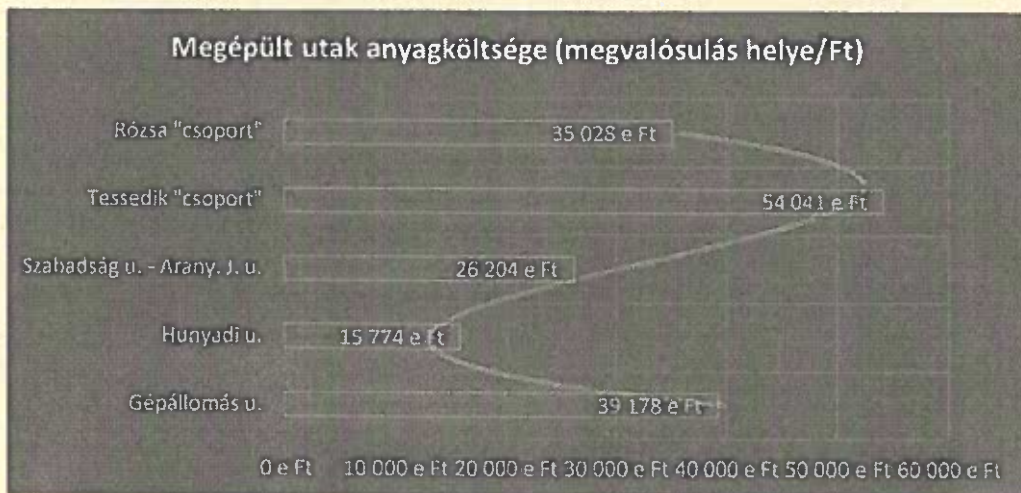 Megépült utak anyagköltsége (megvalósulás helye/Ft)
Rózsa "csoport"
35 028 e Ft
Tessedik "csoport"
54 041 e Ft
Szabadság u. - Arany. J. u.
26 204 e Ft
Hunyadi u.
15 774 e Ft
Gépállomás u.
39 178 e Ft
0 e Ft 10 000 e Ft 20 000 e Ft 30 000 e Ft 40 000 e Ft 50 000 e Ft 60 000 e Ft